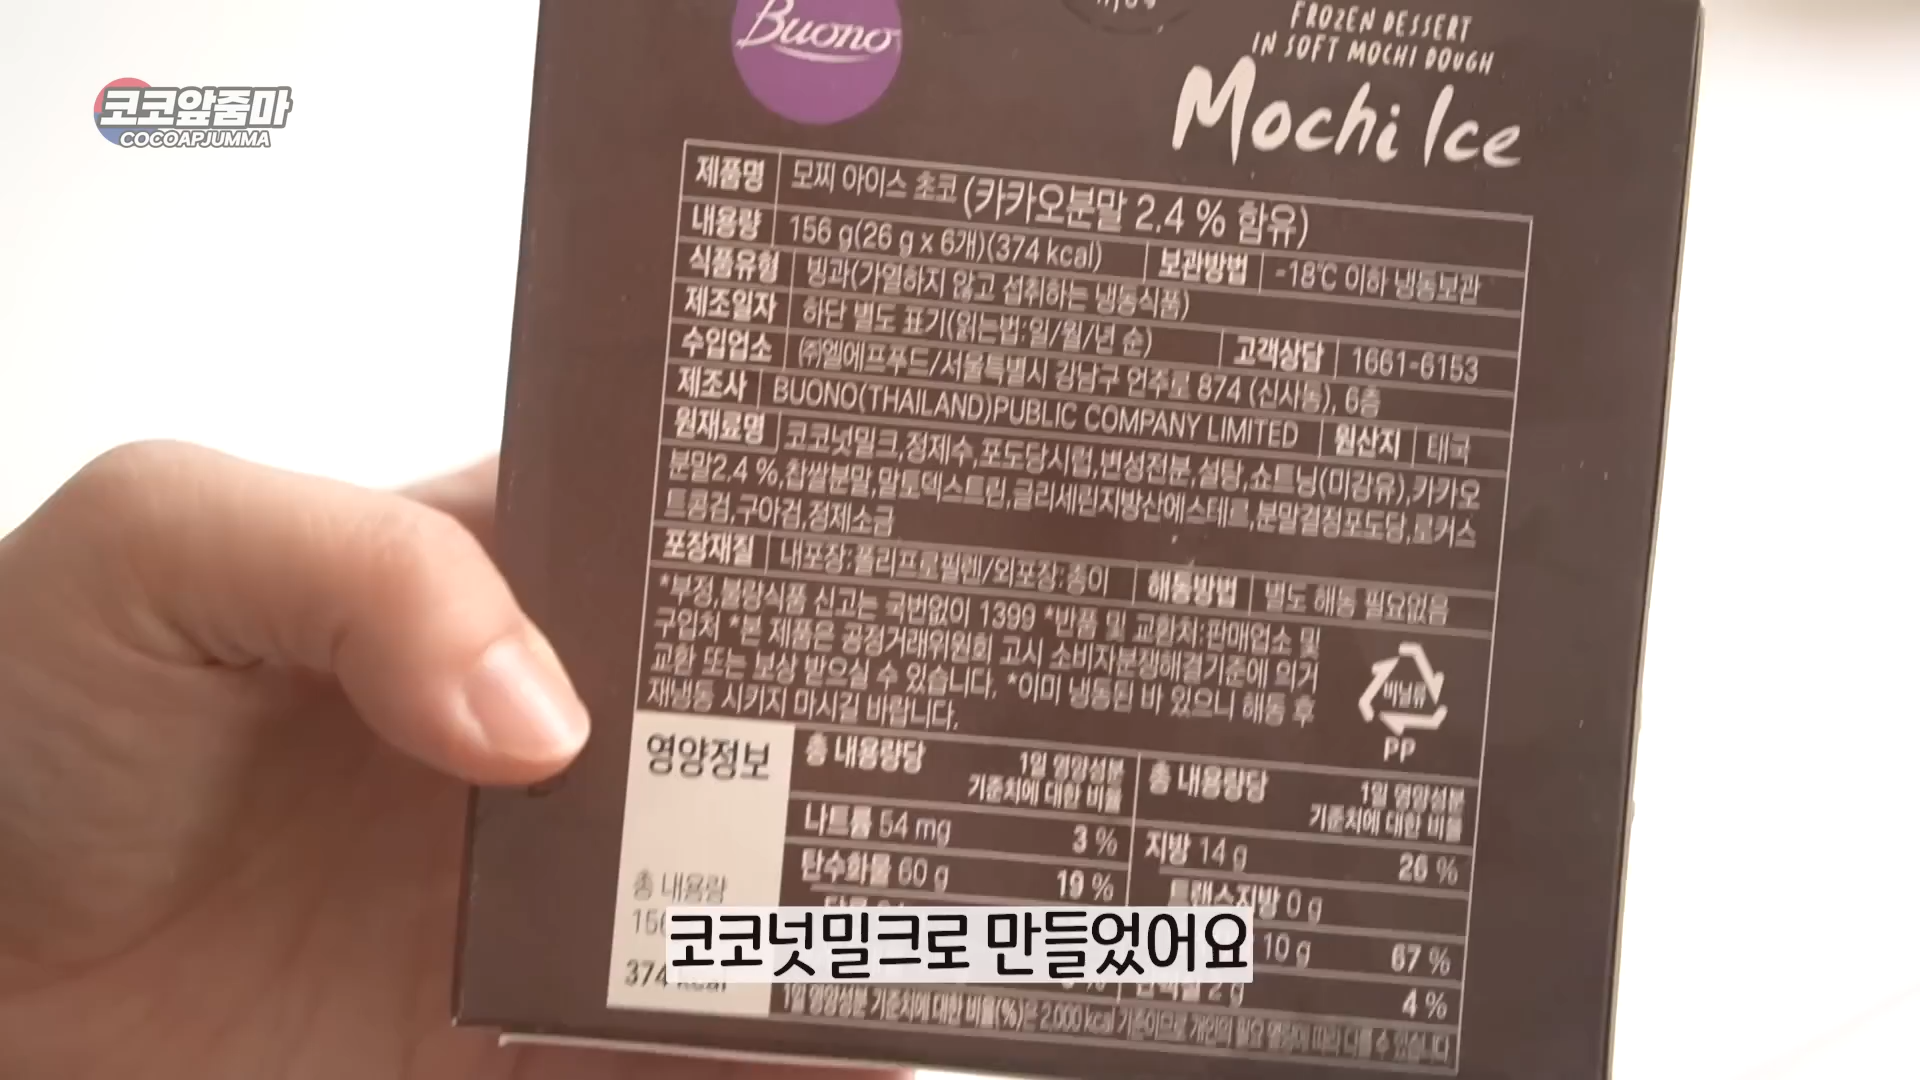 코코앞줌마
COCOAPJUMMA
Buono
FROZEN DESSERT
IN SOFT MOCHI DOUGH
Mochi Ice
제품명 모찌 아이스 초코 (카카오분말 2.4 % 함유)
내용량 156 g(26 g x 6개)(374 kcal) 보관방법 -18℃ 이하 냉동보관
식품유형 빙과(가열하지 않고 섭취하는 냉동식품)
제조일자 하단 별도 표기(읽는법:일/월/년 순) 고객상담 1661-6153
수입업소 ㈜엘에프푸드/서울특별시 강남구 언주로 874 (신사동), 6층
제조사 BUONO(THAILAND)PUBLIC COMPANY LIMITED 원산지 태국
원재료명 코코넛밀크,정제수,포도당시럽,변성전분,설탕,쇼트닝(미강유),카카오
분말2.4 %,찹쌀분말,말토덱스트린,글리세린지방산에스테르,분말결정포도당,로커스
트콩검,구아검,정제소금
포장재질 내포장:폴리프로필렌/외포장:종이 해동방법 별도 해동 필요없음
*부정,불량식품 신고는 국번없이 1399 *반품 및 교환처:판매업소 및
구입처 *본 제품은 공정거래위원회 고시 소비자분쟁해결기준에 의거
교환 또는 보상 받으실 수 있습니다. *이미 냉동된 바 있으니 해동 후
재냉동 시키지 마시길 바랍니다.
비닐류
PP
영양정보 총 내용량당 1일 영양성분 총 내용량당 1일 영양성분
기준치에 대한 비율 기준치에 대한 비율
나트륨 54 mg 3 % 지방 14 g 26 %
탄수화물 60 g 19 % 트랜스지방 0 g
총 내용량
10 g 67 %
374 kcal 2 g 4 %
1일 영양성분 기준치에 대한 비율(%)은 2,000 kcal 기준이므로 개인의 필요 열량에 따라 다를 수 있습니다
코코넛밀크로 만들었어요